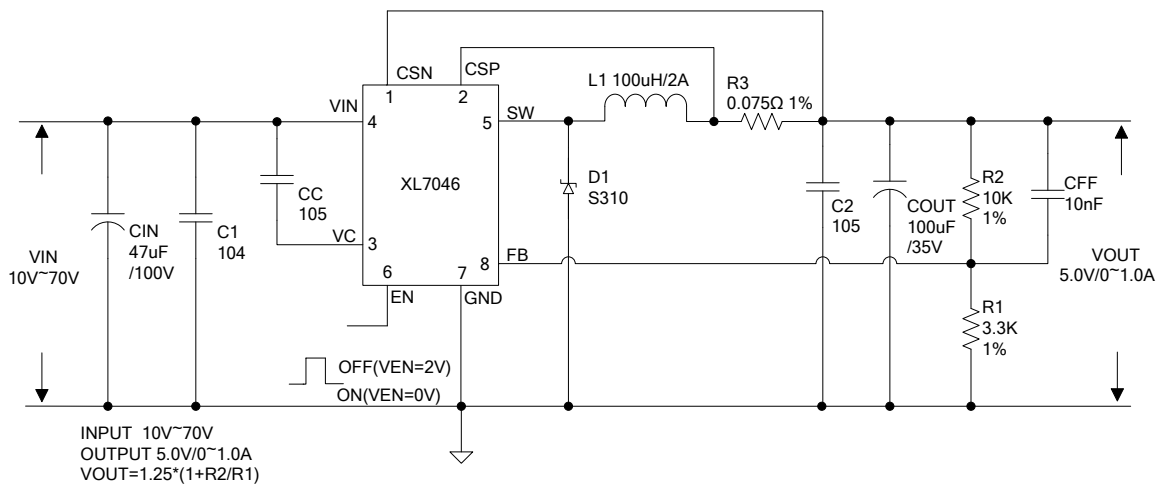 CSN
CSP
1
2
L1 100uH/2A
R3
0.075Ω 1%
VIN
4
5
SW
XL7046
CC
105
D1
S310
VC
3
8
FB
6
7
EN
GND
VIN
10V~70V
CIN
47uF
/100V
C1
104
C2
105
COUT
100uF
/35V
R2
10K
1%
CFF
10nF
VOUT
5.0V/0~1.0A
R1
3.3K
1%
OFF(VEN=2V)
ON(VEN=0V)
INPUT 10V~70V
OUTPUT 5.0V/0~1.0A
VOUT=1.25*(1+R2/R1)